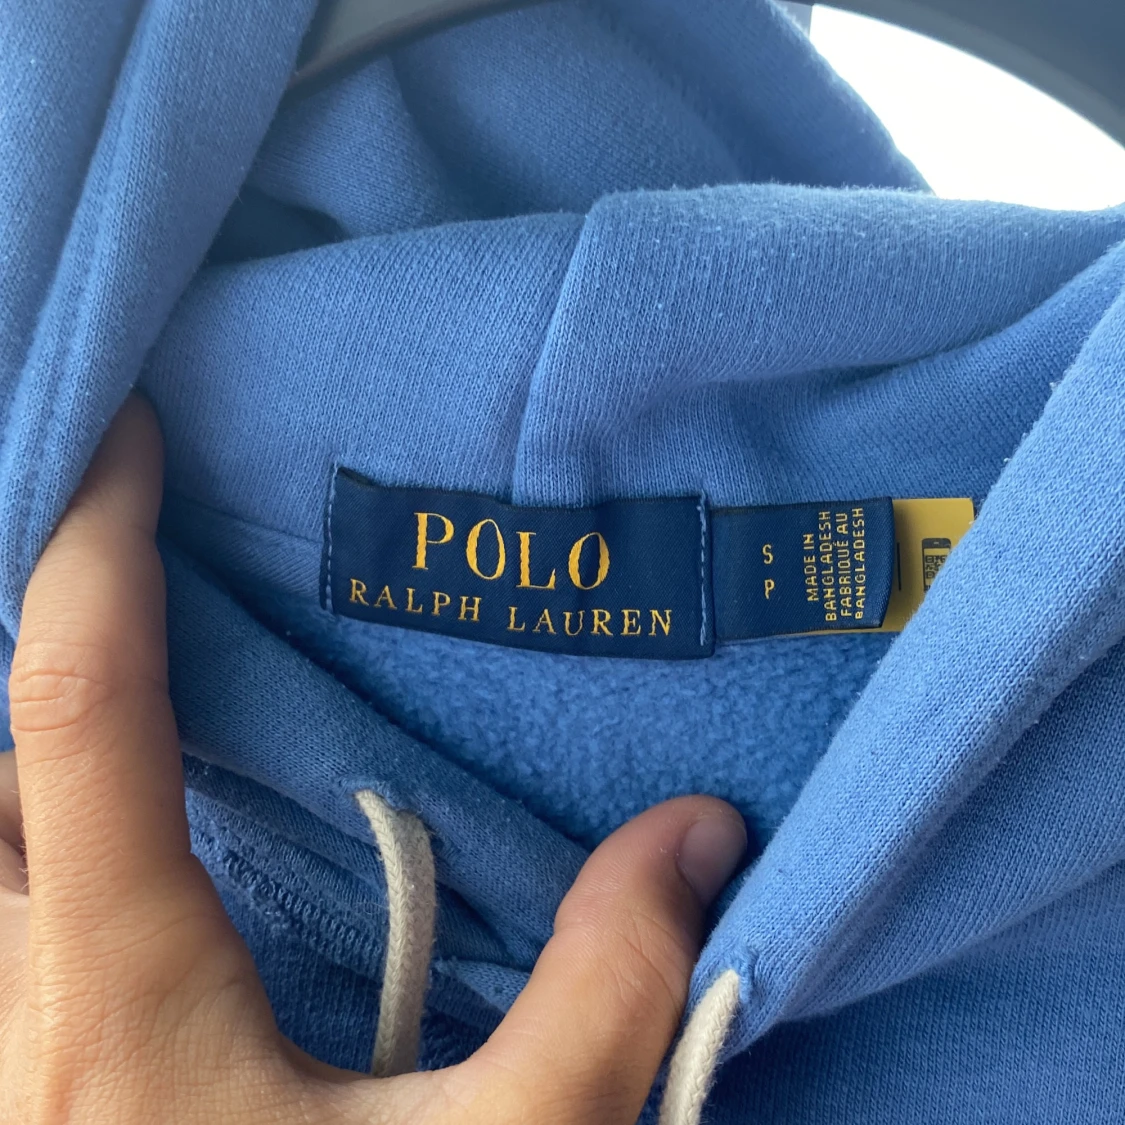 POLO
RALPH LAUREN
S
P
MADE IN
BANGLADESH
FABRIQUÉ AU
BANGLADESH